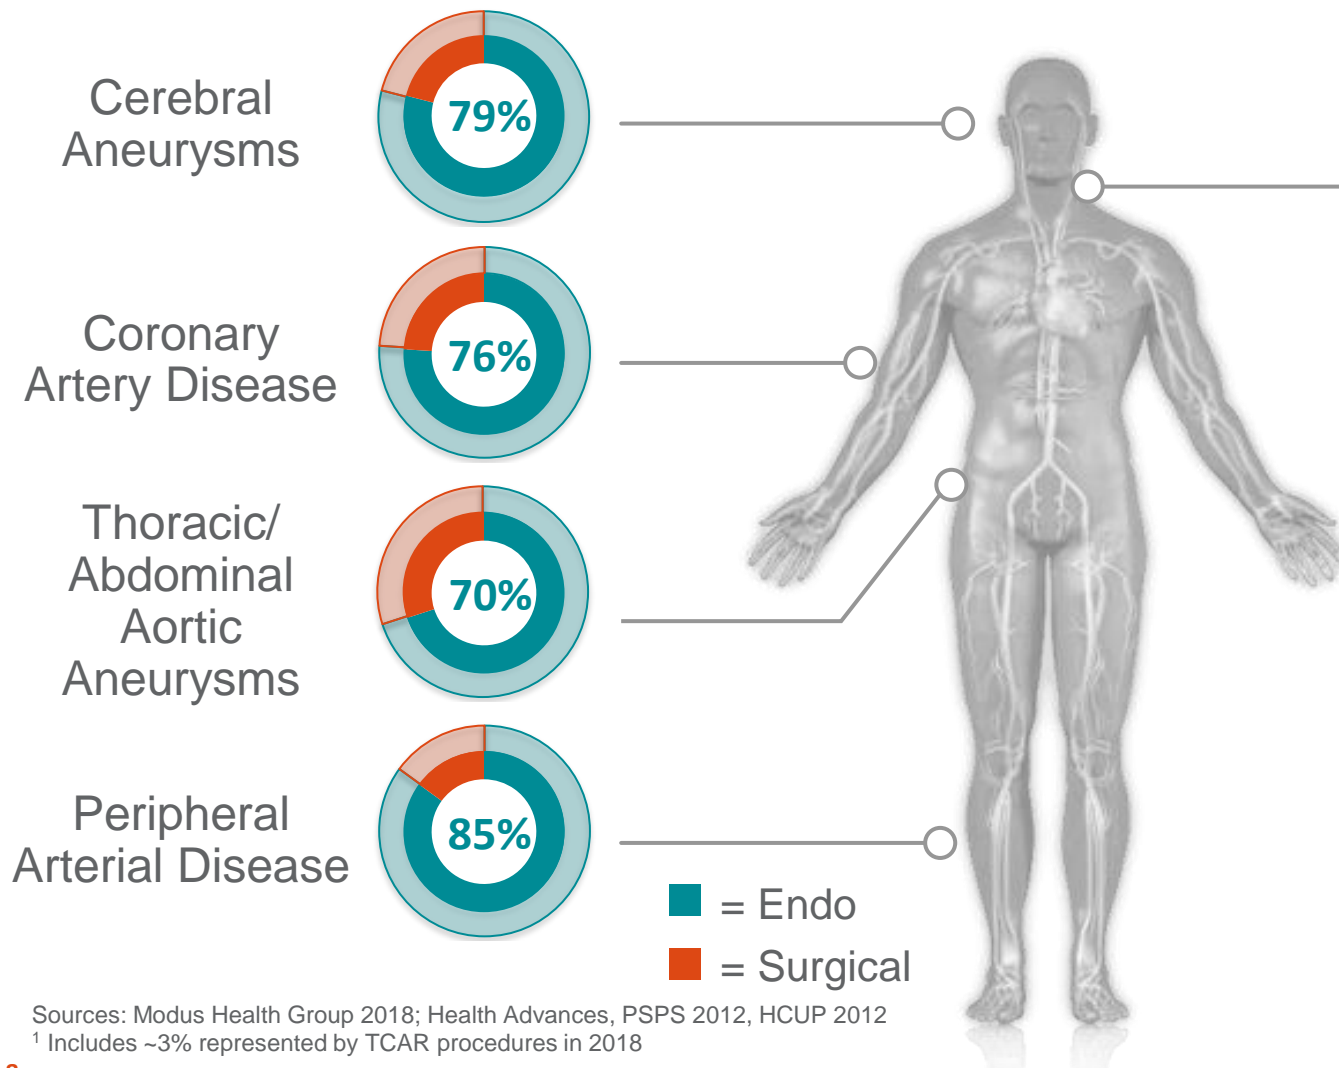 Cerebral
Aneurysms
79%
Coronary
Artery Disease
76%
Thoracic/
Abdominal
Aortic
Aneurysms
70%
Peripheral
Arterial Disease
85%
= Endo
= Surgical
Sources: Modus Health Group 2018; Health Advances, PSPS 2012, HCUP 2012
¹ Includes ~3% represented by TCAR procedures in 2018